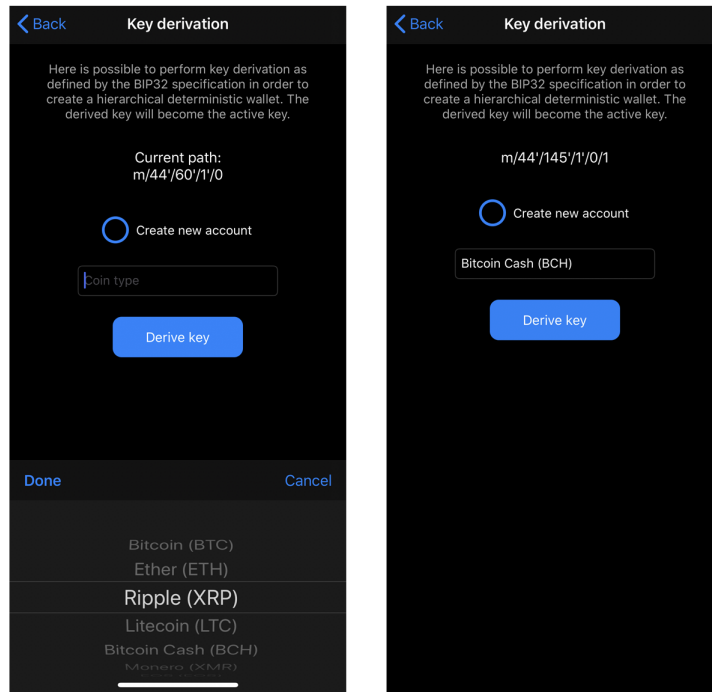 Back
Key derivation
Here is possible to perform key derivation as
defined by the BIP32 specification in order to
create a hierarchical deterministic wallet. The
derived key will become the active key.
Current path:
m/44'/60'/1'/0
Create new account
Coin type
Derive key
Done
Cancel
Bitcoin (BTC)
Ether (ETH)
Ripple (XRP)
Litecoin (LTC)
Bitcoin Cash (BCH)
Monero (XMR)
Back
Key derivation
Here is possible to perform key derivation as
defined by the BIP32 specification in order to
create a hierarchical deterministic wallet. The
derived key will become the active key.
m/44'/145'/1'/0/1
Create new account
Bitcoin Cash (BCH)
Derive key